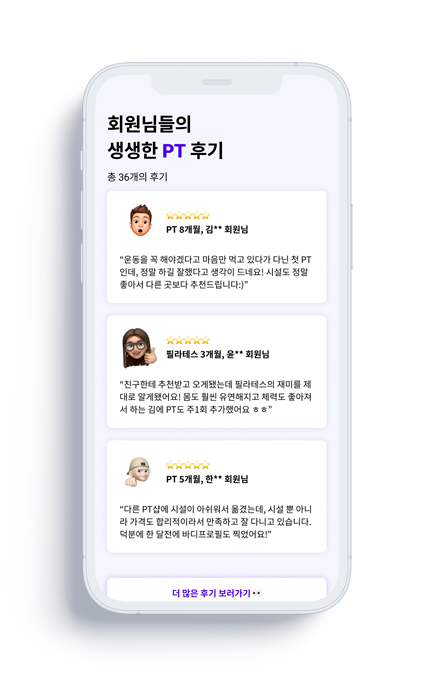 회원님들의
생생한 PT 후기
총 36개의 후기
⭐⭐⭐⭐⭐
PT 8개월, 김** 회원님
“운동을 꼭 해야겠다고 마음만 먹고 있다가 다닌 첫 PT
인데, 정말 하길 잘했다고 생각이 드네요! 시설도 정말
좋아서 다른 곳보다 추천드립니다:)”
⭐⭐⭐⭐⭐
필라테스 3개월, 윤** 회원님
“친구한테 추천받고 오게됐는데 필라테스의 재미를 제
대로 알게됐어요! 몸도 훨씬 유연해지고 체력도 좋아져
서 하는 김에 PT도 주1회 추가했어요 ㅎㅎ”
⭐⭐⭐⭐⭐
PT 5개월, 한** 회원님
“다른 PT샵에 시설이 아쉬워서 옮겼는데, 시설 뿐 아니
라 가격도 합리적이라서 만족하고 잘 다니고 있습니다.
덕분에 한 달전에 바디프로필도 찍었어요!”
더 많은 후기 보러가기👀